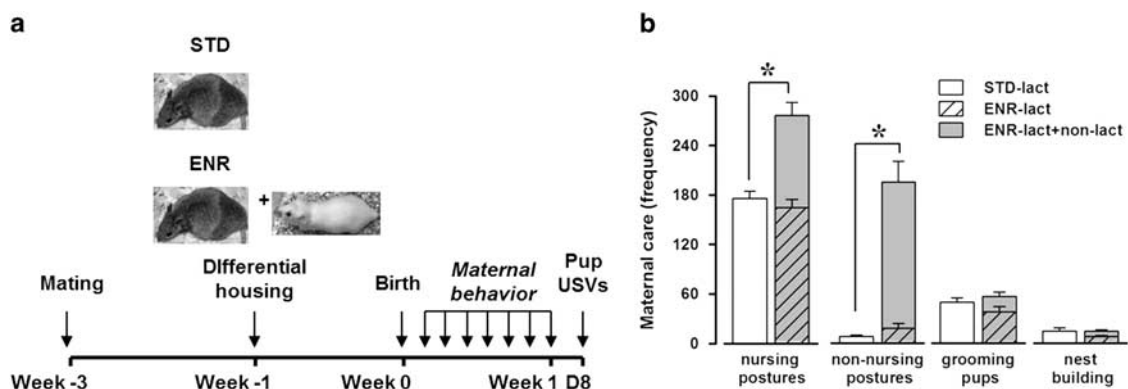 a
STD
ENR
+
Mating
DIfferential
housing
Birth
Maternal
behavior
Pup
USVs
Week -3
Week -1
Week 0
Week 1 D8
b
Maternal care (frequency)
300
240
180
120
60
0
*
*
STD-lact
ENR-lact
ENR-lact+non-lact
nursing
postures
non-nursing
postures
grooming
pups
nest
building